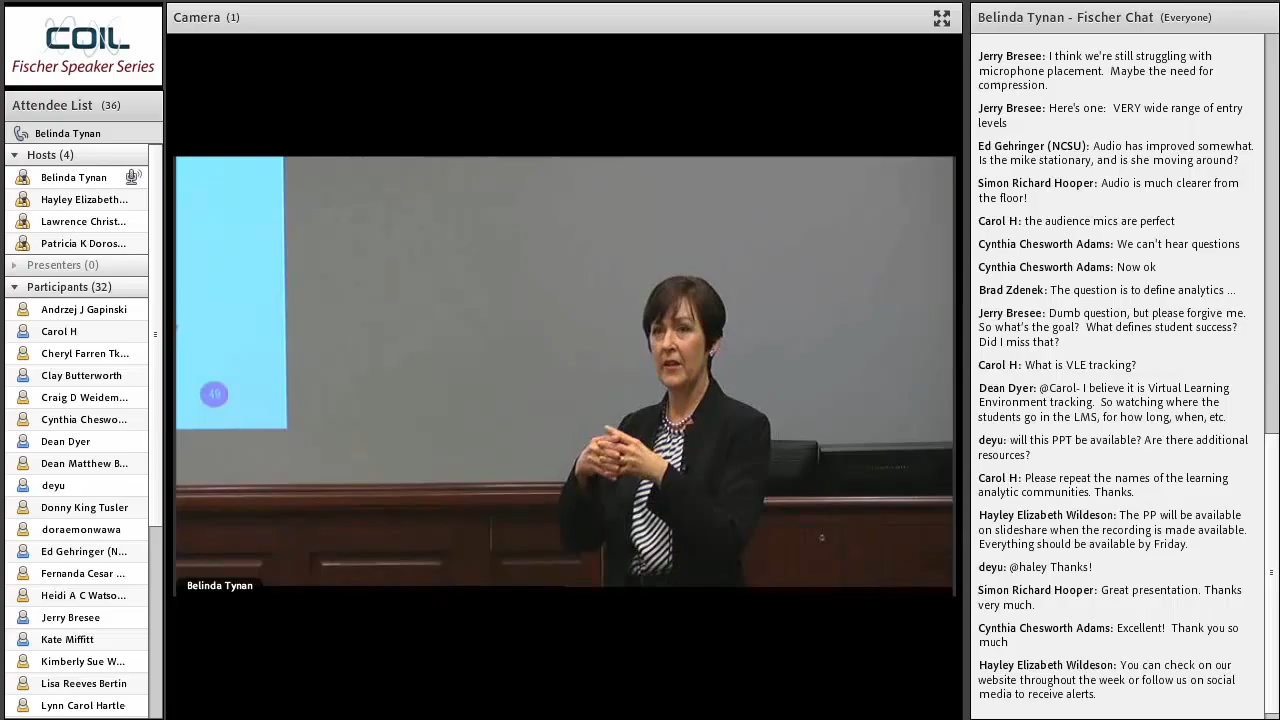 COIL
Fischer Speaker Series
Attendee List (36)
Belinda Tynan
Hosts (4)
Belinda Tynan
Hayley Elizabeth...
Lawrence Christ...
Patricia K Doros...
Presenters (0)
Participants (32)
Andrzej J Gapinski
Carol H
Cheryl Farren Tk...
Clay Butterworth
Craig D Weidem...
Cynthia Cheswo...
Dean Dyer
Dean Matthew B...
deyu
Donny King Tusler
doraemonwawa
Ed Gehringer (N...
Fernanda Cesar ...
Heidi A C Watso...
Jerry Bresee
Kate Miffitt
Kimberly Sue W...
Lisa Reeves Bertin
Lynn Carol Hartle
Camera (1)
49
Belinda Tynan
Belinda Tynan - Fischer Chat (Everyone)
Jerry Bresee: I think we're still struggling with
microphone placement. Maybe the need for
compression.
Jerry Bresee: Here's one: VERY wide range of entry
levels
Ed Gehringer (NCSU): Audio has improved somewhat.
Is the mike stationary, and is she moving around?
Simon Richard Hooper: Audio is much clearer from
the floor!
Carol H: the audience mics are perfect
Cynthia Chesworth Adams: We can't hear questions
Cynthia Chesworth Adams: Now ok
Brad Zdenek: The question is to define analytics ...
Jerry Bresee: Dumb question, but please forgive me.
So what's the goal? What defines student success?
Did I miss that?
Carol H: What is VLE tracking?
Dean Dyer: @Carol- I believe it is Virtual Learning
Environment tracking. So watching where the
students go in the LMS, for how long, when, etc.
deyu: will this PPT be available? Are there additional
resources?
Carol H: Please repeat the names of the learning
analytic communities. Thanks.
Hayley Elizabeth Wildeson: The PP will be available
on slideshare when the recording is made available.
Everything should be available by Friday.
deyu: @haley Thanks!
Simon Richard Hooper: Great presentation. Thanks
very much.
Cynthia Chesworth Adams: Excellent! Thank you so
much
Hayley Elizabeth Wildeson: You can check on our
website throughout the week or follow us on social
media to receive alerts.